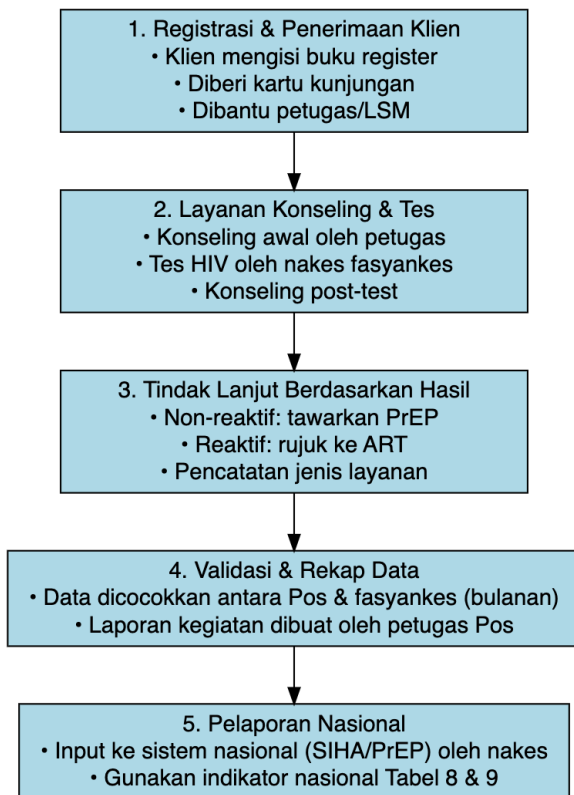 1. Registrasi & Penerimaan Klien
• Klien mengisi buku register
• Diberi kartu kunjungan
• Dibantu petugas/LSM
2. Layanan Konseling & Tes
• Konseling awal oleh petugas
• Tes HIV oleh nakes fasyankes
• Konseling post-test
3. Tindak Lanjut Berdasarkan Hasil
• Non-reaktif: tawarkan PrEP
• Reaktif: rujuk ke ART
• Pencatatan jenis layanan
4. Validasi & Rekap Data
• Data dicocokkan antara Pos & fasyankes (bulanan)
• Laporan kegiatan dibuat oleh petugas Pos
5. Pelaporan Nasional
• Input ke sistem nasional (SIHA/PrEP) oleh nakes
• Gunakan indikator nasional Tabel 8 & 9